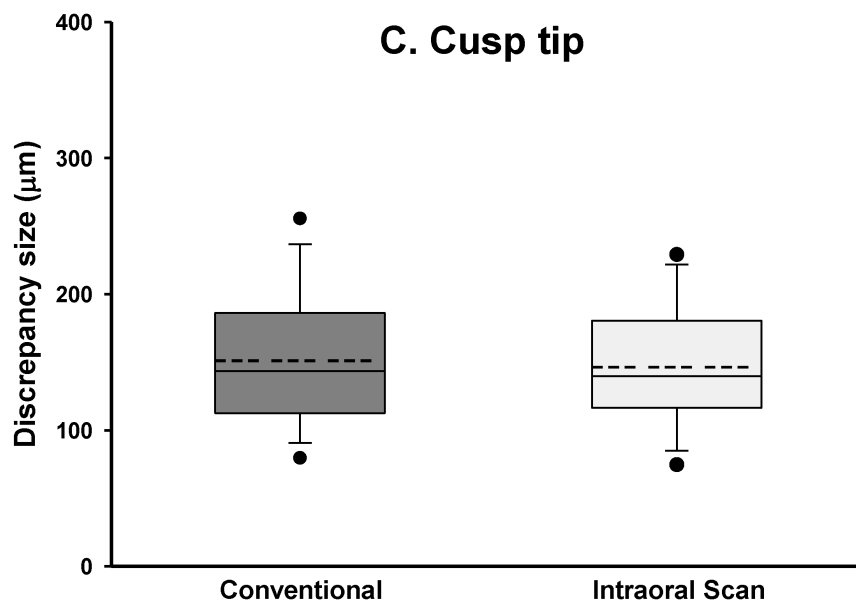 C. Cusp tip
Discrepancy size (μm)
400
300
200
100
0
Conventional
Intraoral Scan